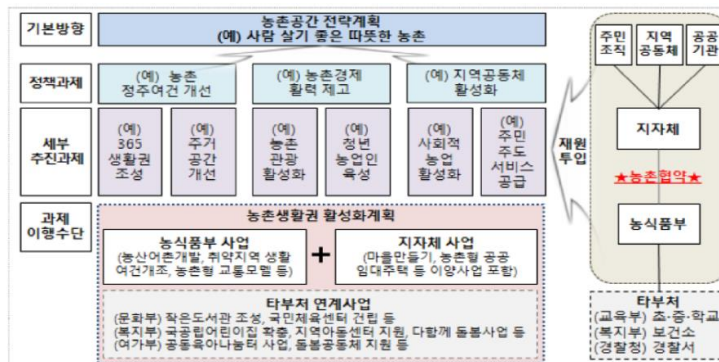 기본방향
농촌공간 전략계획
(예) 사람 살기 좋은 따뜻한 농촌
정책과제
(예) 농촌
정주여건 개선
(예) 농촌경제
활력 제고
(예) 지역공동체
활성화
세부
추진과제
(예)
365
생활권
조성
(예)
주거
공간
개선
(예)
농촌
관광
활성화
(예)
청년
농업인
육성
(예)
사회적
농업
활성화
(예)
주민
주도
서비스
공급
과제
이행수단
농촌생활권 활성화계획
농식품부 사업
(농산어촌개발, 취약지역 생활
여건개조, 농촌형 교통모델 등)
+
지자체 사업
(마을만들기, 농촌형 공공
임대주택 등 이양사업 포함)
타부처 연계사업
(문화부) 작은도서관 조성, 국민체육센터 건립 등
(복지부) 국공립어린이집 확충, 지역아동센터 지원, 다함께 돌봄사업 등
(여가부) 공동육아나눔터 사업, 돌봄공동체 지원 등
재원
투입
주민
조직
지역
공동체
공공
기관
지자체
★농촌협약★
농식품부
타부처
(교육부) 초·중·학교
(복지부) 보건소
(경찰청) 경찰서